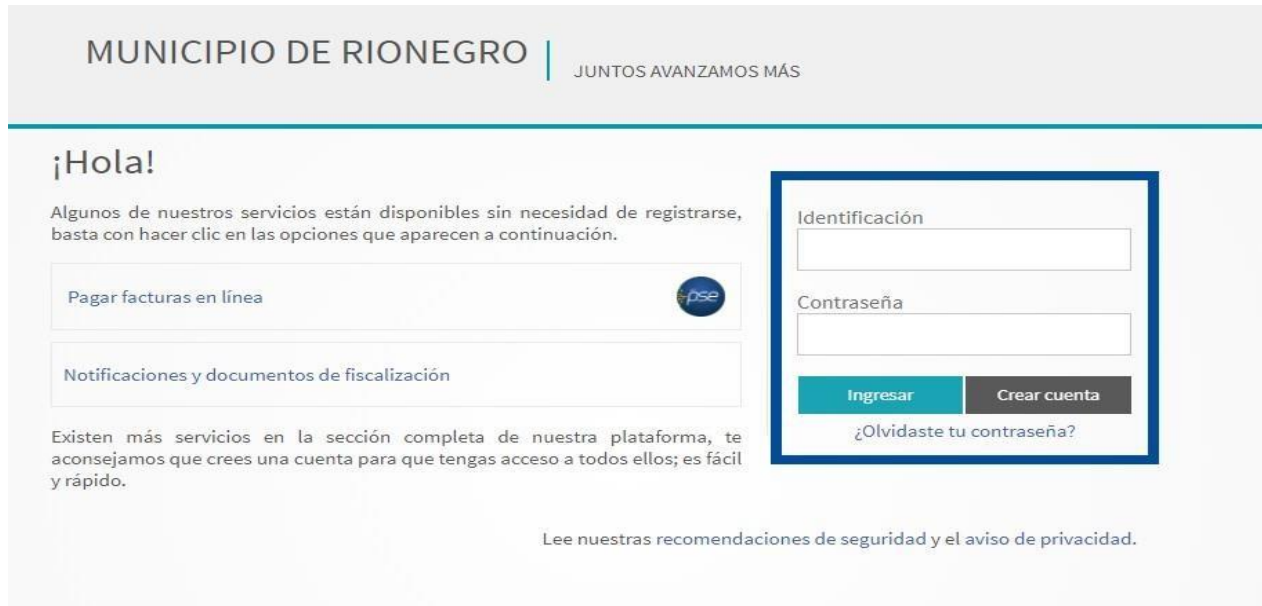 MUNICIPIO DE RIONEGRO
JUNTOS AVANZAMOS MÁS
¡Hola!
Algunos de nuestros servicios están disponibles sin necesidad de registrarse,
basta con hacer clic en las opciones que aparecen a continuación.
Pagar facturas en línea
pse
Notificaciones y documentos de fiscalización
Existen más servicios en la sección completa de nuestra plataforma, te
aconsejamos que crees una cuenta para que tengas acceso a todos ellos; es fácil
y rápido.
Identificación
Contraseña
Ingresar
Crear cuenta
¿Olvidaste tu contraseña?
Lee nuestras recomendaciones de seguridad y el aviso de privacidad.